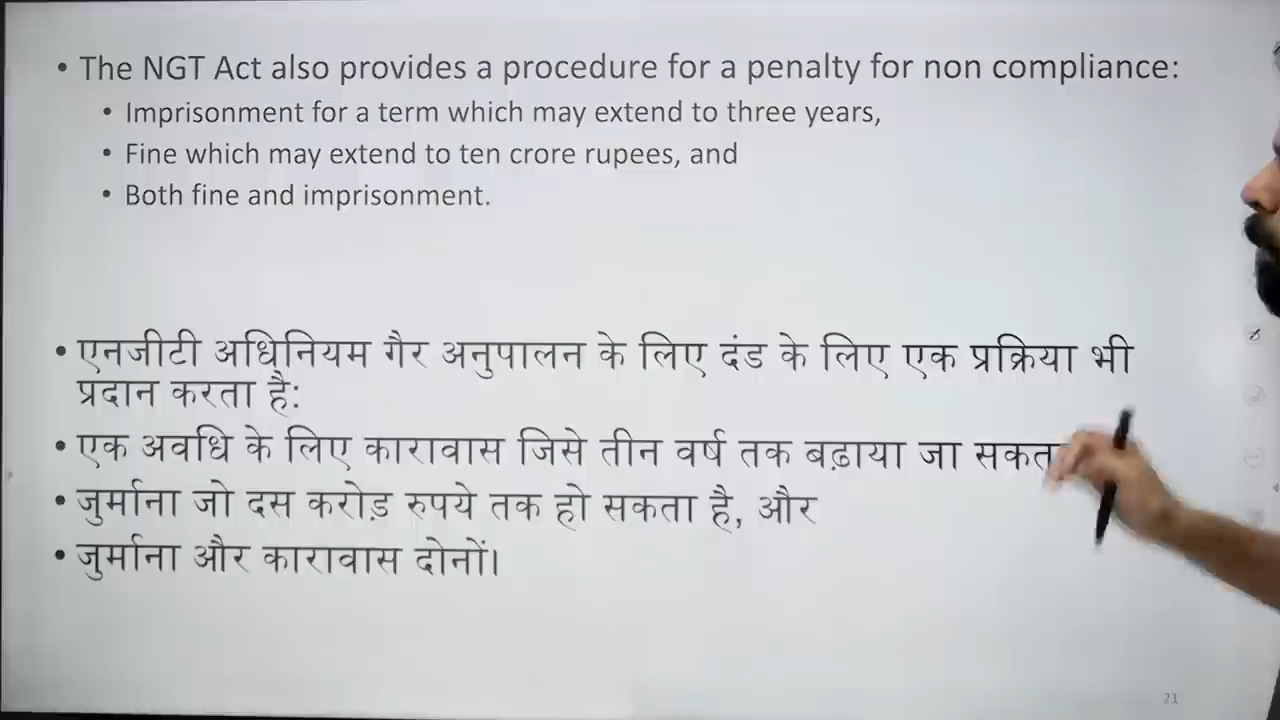 • The NGT Act also provides a procedure for a penalty for non compliance:
• Imprisonment for a term which may extend to three years,
• Fine which may extend to ten crore rupees, and
• Both fine and imprisonment.
• एनजीटी अधिनियम गैर अनुपालन के लिए दंड के लिए एक प्रक्रिया भी
प्रदान करता है:
• एक अवधि के लिए कारावास जिसे तीन वर्ष तक बढ़ाया जा सकत
• जुर्माना जो दस करोड़ रुपये तक हो सकता है, और
• जुर्माना और कारावास दोनों।
21